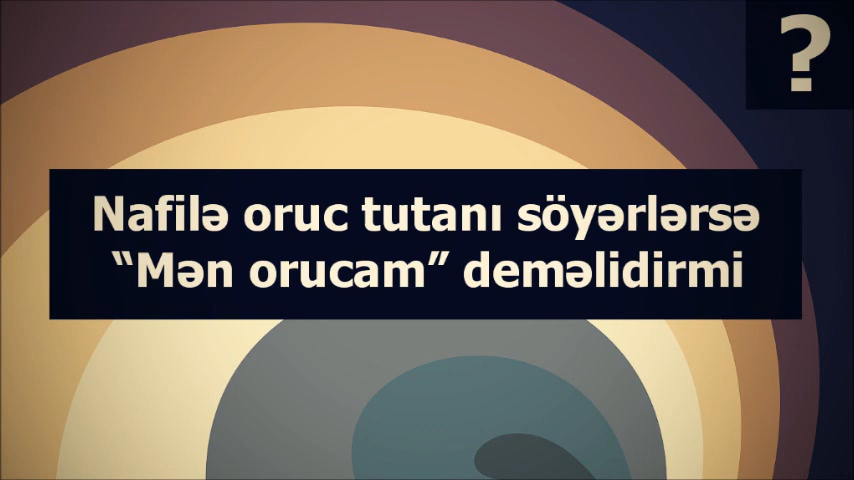 ?
Nafilə oruc tutanı söyərlərsə
“Mən orucam” deməlidirmi